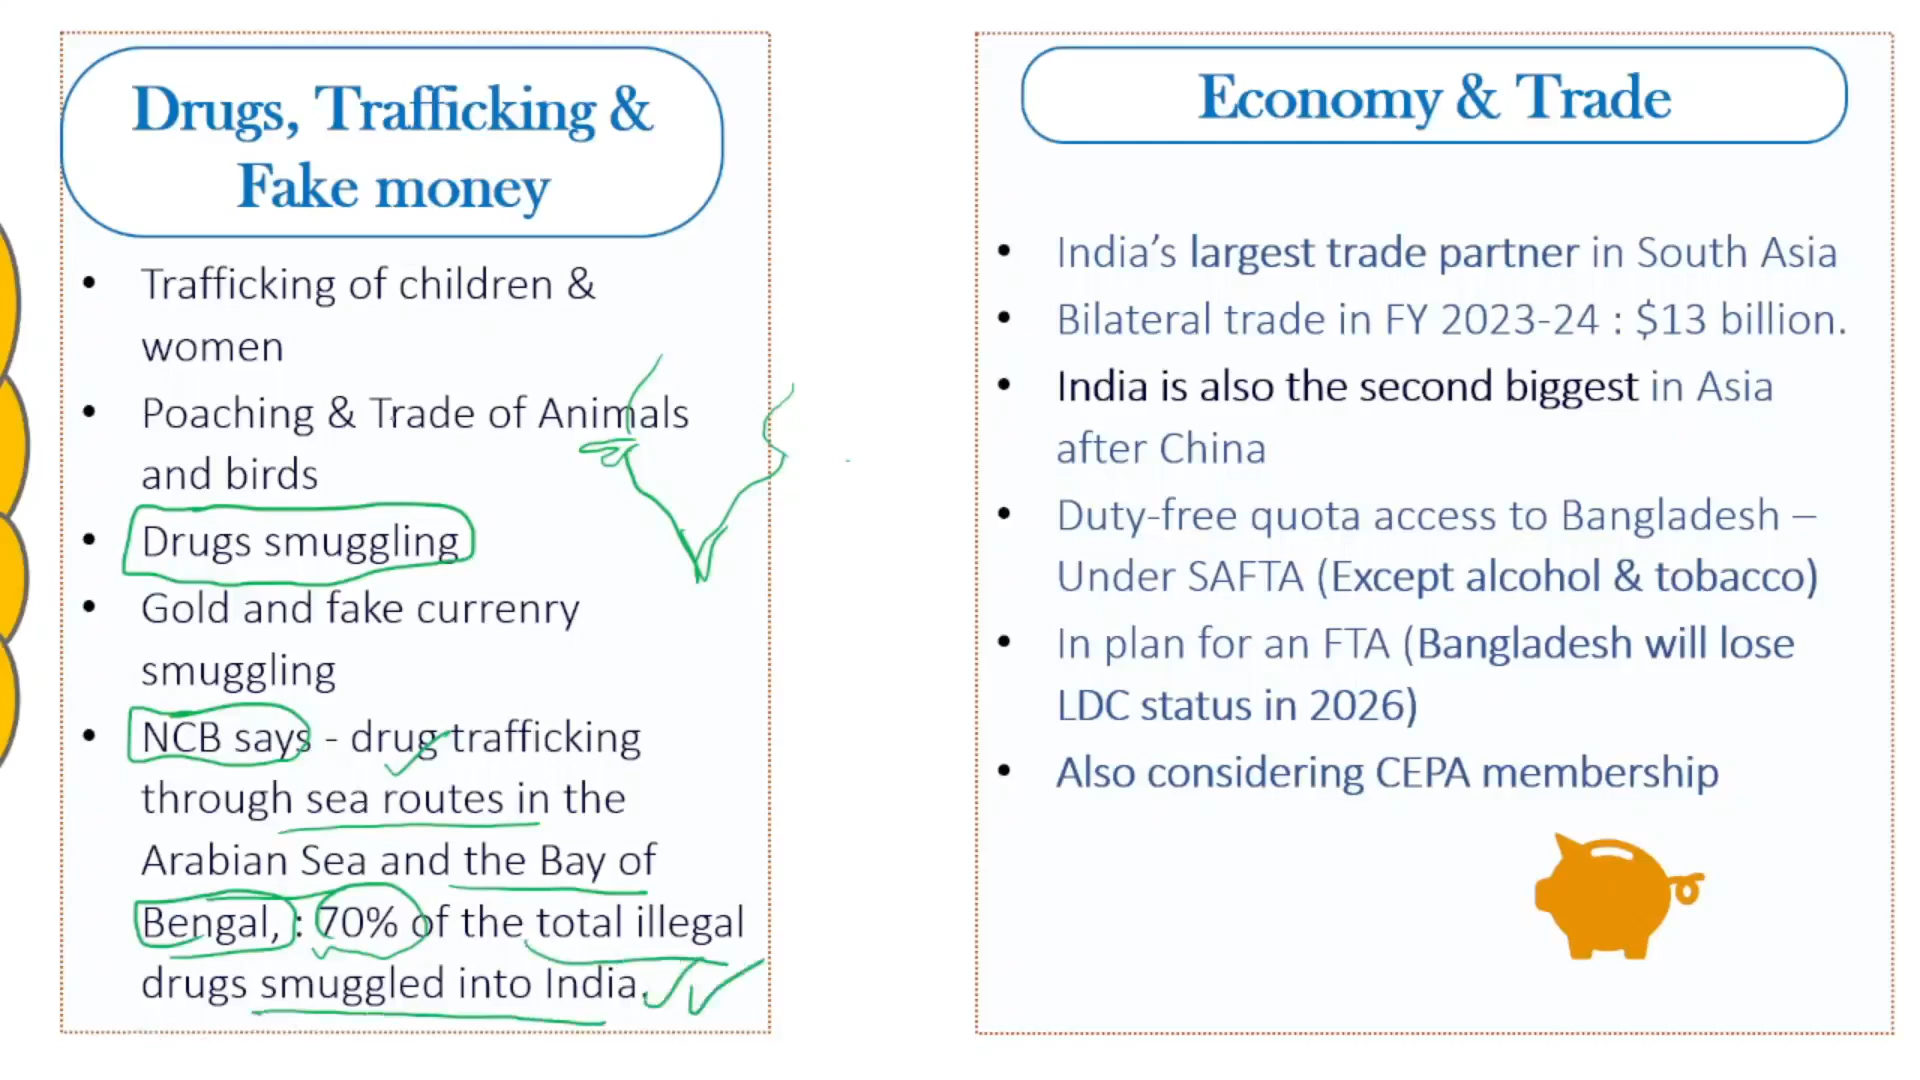 Drugs, Trafficking &
Fake money
• Trafficking of children &
women
• Poaching & Trade of Animals
and birds
• Drugs smuggling
• Gold and fake currenry
smuggling
• NCB says - drug trafficking
through sea routes in the
Arabian Sea and the Bay of
Bengal, : 70% of the total illegal
drugs smuggled into India.
Economy & Trade
• India’s largest trade partner in South Asia
• Bilateral trade in FY 2023-24 : $13 billion.
• India is also the second biggest in Asia
after China
• Duty-free quota access to Bangladesh –
Under SAFTA (Except alcohol & tobacco)
• In plan for an FTA (Bangladesh will lose
LDC status in 2026)
• Also considering CEPA membership